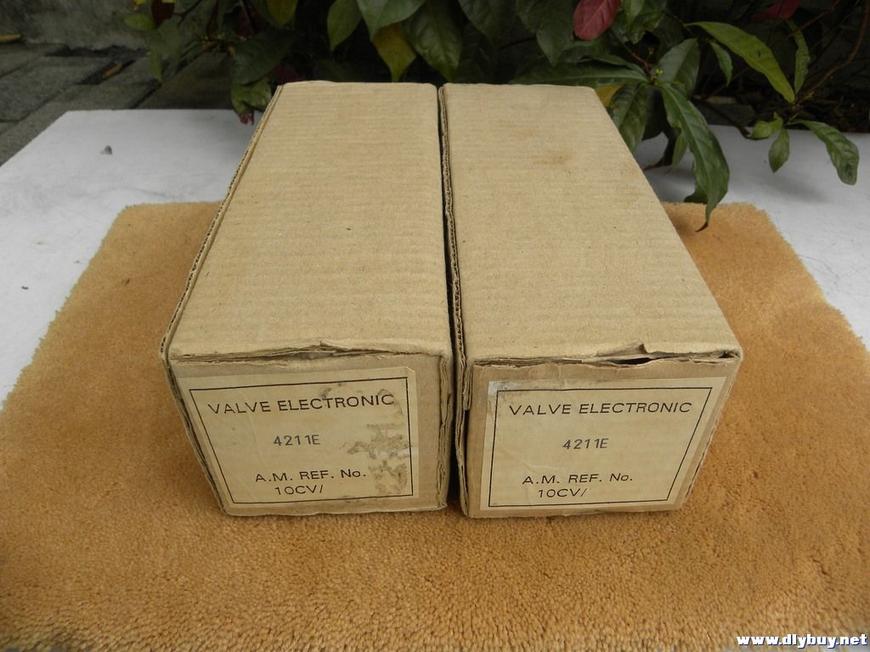 VALVE ELECTRONIC
4211E
A.M. REF. No.
10CV/
VALVE ELECTRONIC
4211E
A.M. REF. No.
10CV/
www.dlybuy.net